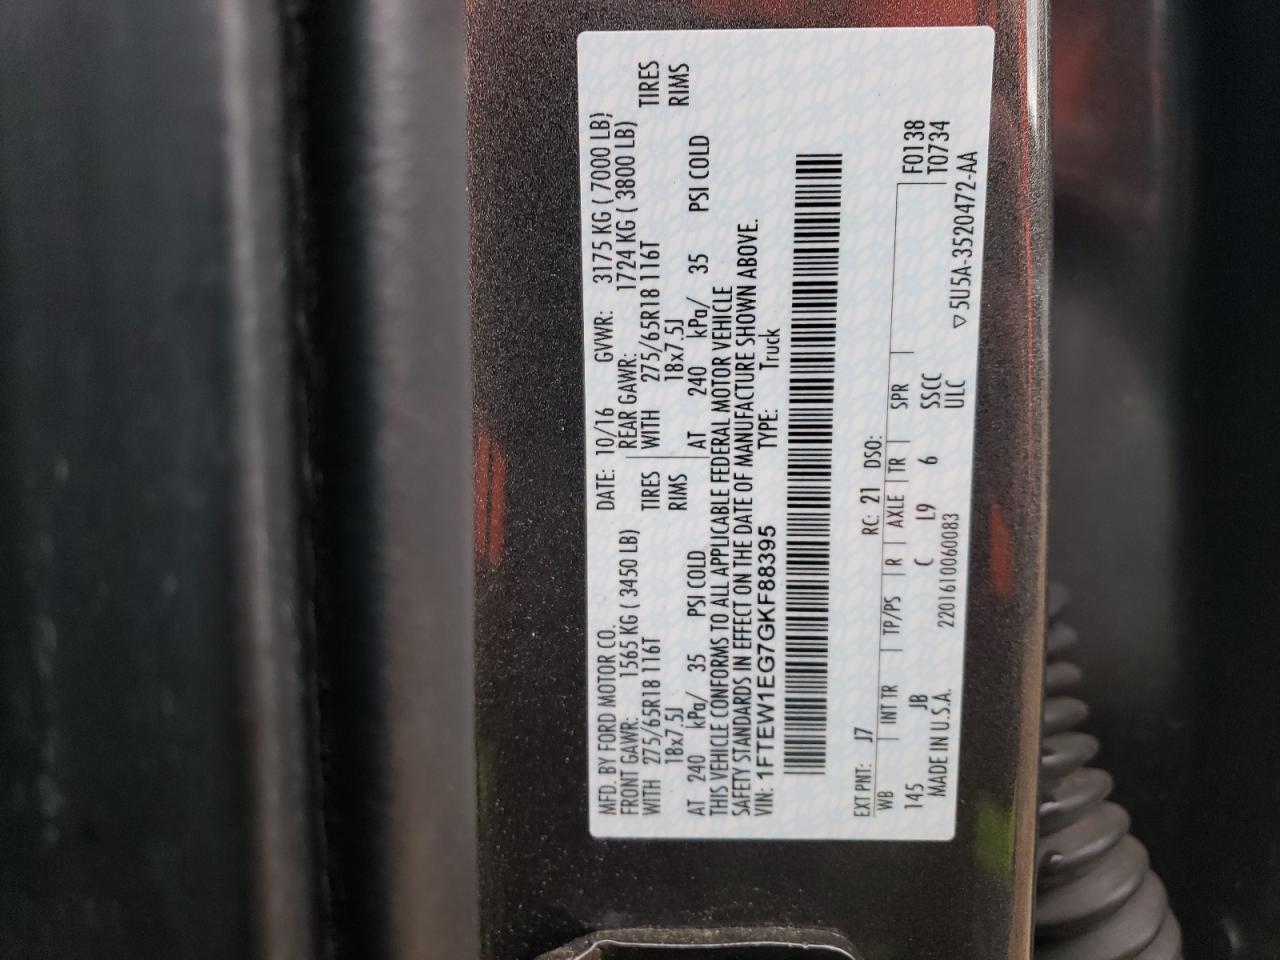 MFD. BY FORD MOTOR CO. DATE: 10/16 GVWR: 3175 KG ( 7000 LB)
FRONT GAWR: 1565 KG ( 3450 LB) REAR GAWR: 1724 KG ( 3800 LB)
WITH 275/65R18 116T TIRES WITH 275/65R18 116T TIRES
18x7.5J RIMS 18x7.5J RIMS
AT 240 kPa/ 35 PSI COLD AT 240 kPa/ 35 PSI COLD
THIS VEHICLE CONFORMS TO ALL APPLICABLE FEDERAL MOTOR VEHICLE
SAFETY STANDARDS IN EFFECT ON THE DATE OF MANUFACTURE SHOWN ABOVE.
VIN: 1FTEW1EG7GKF88395 TYPE: Truck
EXT PNT: J7 RC: 21 DSO:
WB INT TR TP/PS R AXLE TR SPR F0138
145 JB C L9 6 SSCC T0734
MADE IN U.S.A. 2201610060083 ULC ▽ 5U5A-3520472-AA